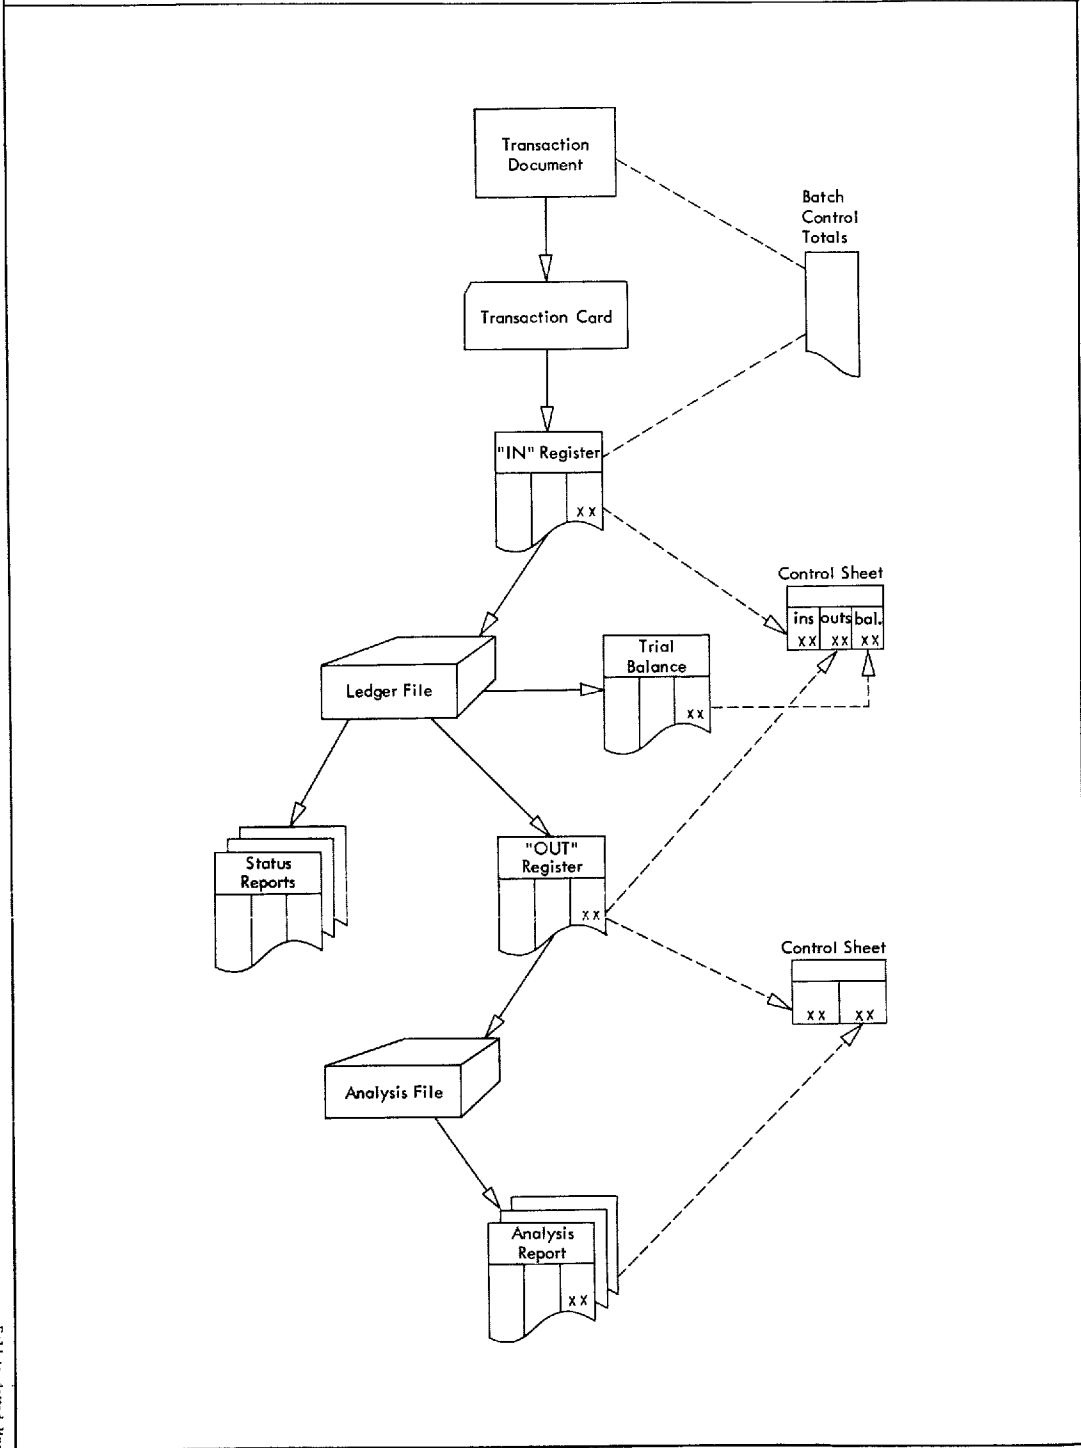 Transaction
Document
Batch
Control
Totals
Transaction Card
"IN" Register
x x
Control Sheet
ins outs bal.
xx xx xx
Trial
Balance
xx
Ledger File
Status
Reports
"OUT"
Register
xx
Control Sheet
xx xx
Analysis File
Analysis
Report
xx